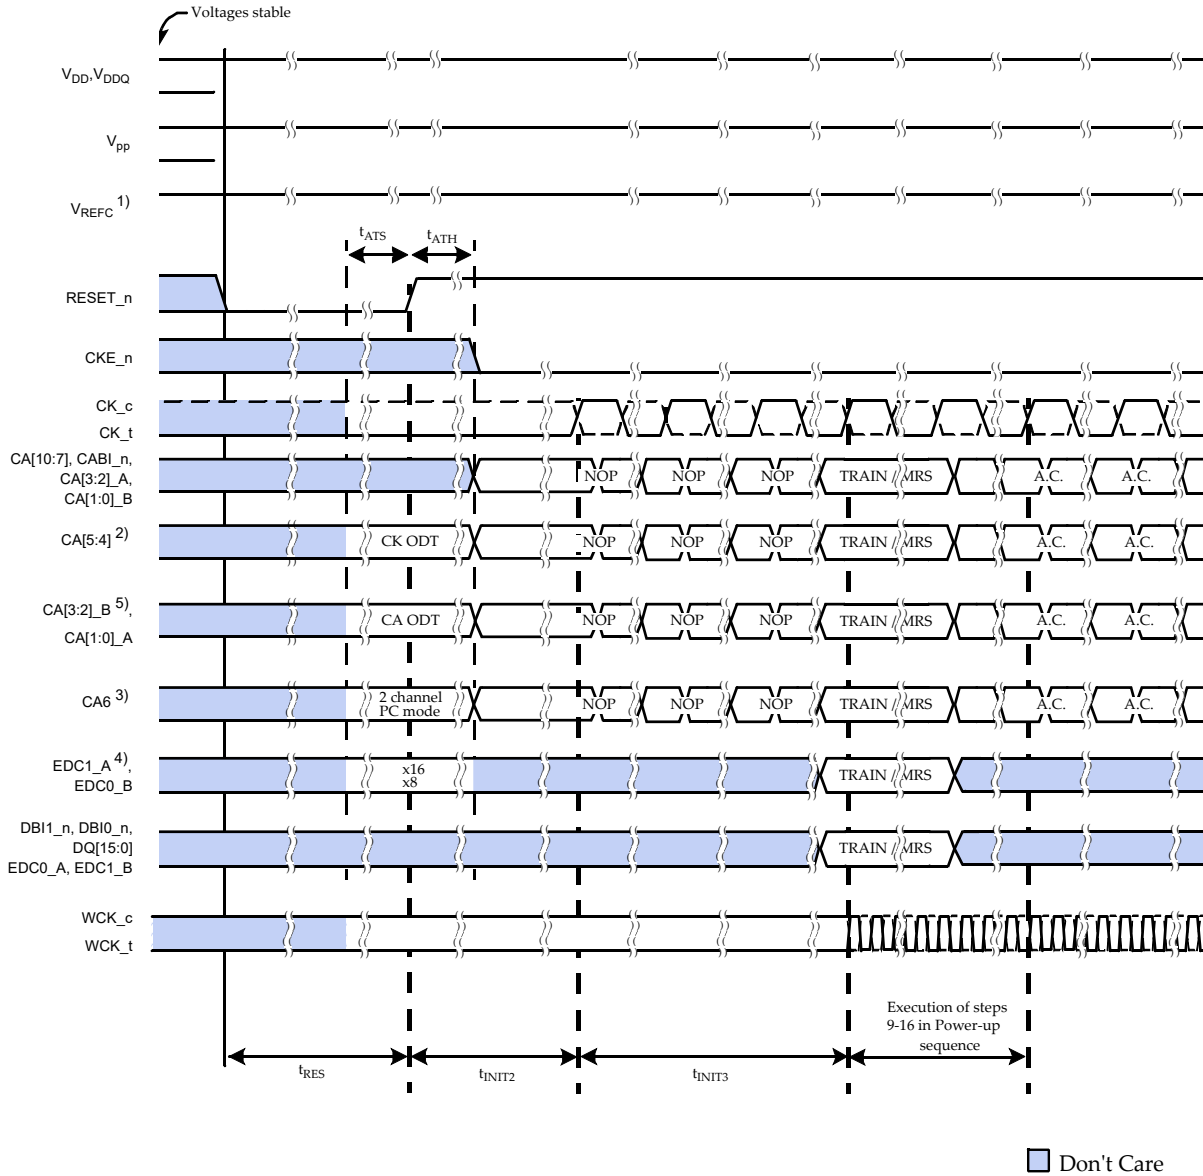 Voltages stable
VDD,VDDQ
Vpp
VREFC 1)
tATS tATH
RESET_n
CKE_n
CK_c
CK_t
CA[10:7], CABI_n,
CA[3:2]_A,
CA[1:0]_B
NOP NOP NOP TRAIN / MRS A.C. A.C.
CA[5:4] 2)
CK ODT NOP NOP NOP TRAIN / MRS A.C. A.C.
CA[3:2]_B 5),
CA[1:0]_A
CA ODT NOP NOP NOP TRAIN / MRS A.C. A.C.
CA6 3)
2 channel
PC mode
NOP NOP NOP TRAIN / MRS A.C. A.C.
EDC1_A 4),
EDC0_B
x16
x8
TRAIN / MRS
DBI1_n, DBI0_n,
DQ[15:0]
EDC0_A, EDC1_B
TRAIN / MRS
WCK_c
WCK_t
Execution of steps
9-16 in Power-up
sequence
tRES tINIT2 tINIT3
Don't Care